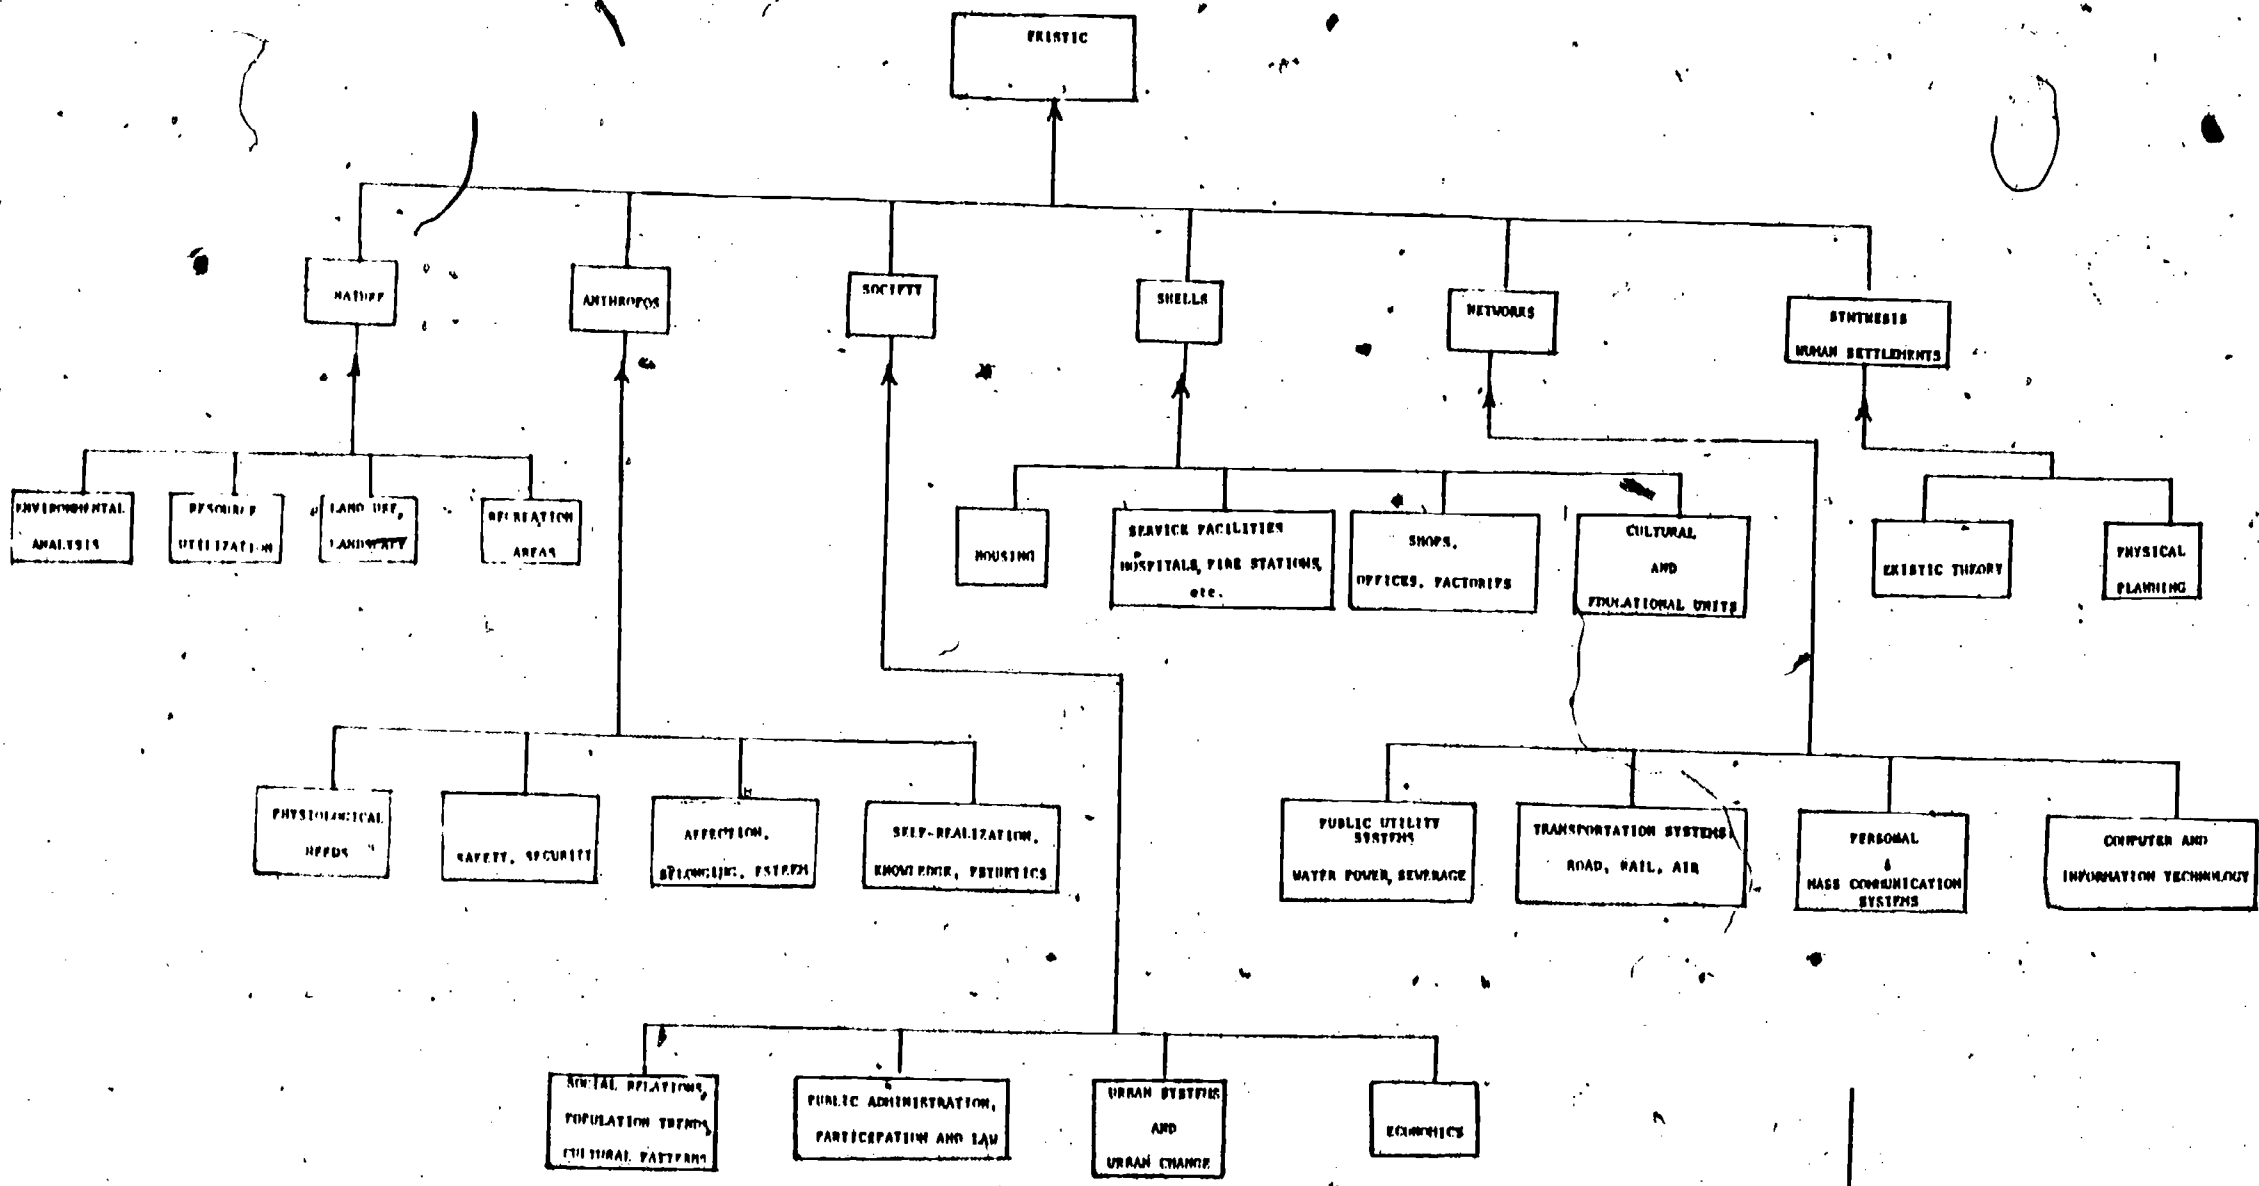 EKISTIC
NATURE
ANTHROPOS
SOCIETY
SHELLS
NETWORKS
SYNTHESIS
HUMAN SETTLEMENTS
ENVIRONMENTAL
ANALYSIS
RESOURCE
UTILIZATION
LAND USE,
LANDSCAPE
RECREATION
AREAS
HOUSING
SERVICE FACILITIES
HOSPITALS, FIRE STATIONS,
etc.
SHOPS,
OFFICES, FACTORIES
CULTURAL
AND
EDUCATIONAL UNITS
EKISTIC THEORY
PHYSICAL
PLANNING
PHYSIOLOGICAL
NEEDS
SAFETY, SECURITY
AFFECTION,
BELONGING, ESTEEM
SELF-REALIZATION,
KNOWLEDGE, ESTHETICS
PUBLIC UTILITY
SYSTEMS
WATER POWER, SEWERAGE
TRANSPORTATION SYSTEMS,
ROAD, RAIL, AIR
PERSONAL
&
MASS COMMUNICATION
SYSTEMS
COMPUTER AND
INFORMATION TECHNOLOGY
SOCIAL RELATIONS,
POPULATION TRENDS,
CULTURAL PATTERNS
PUBLIC ADMINISTRATION,
PARTICIPATION AND LAW
URBAN SYSTEMS
AND
URBAN CHANGE
ECONOMICS